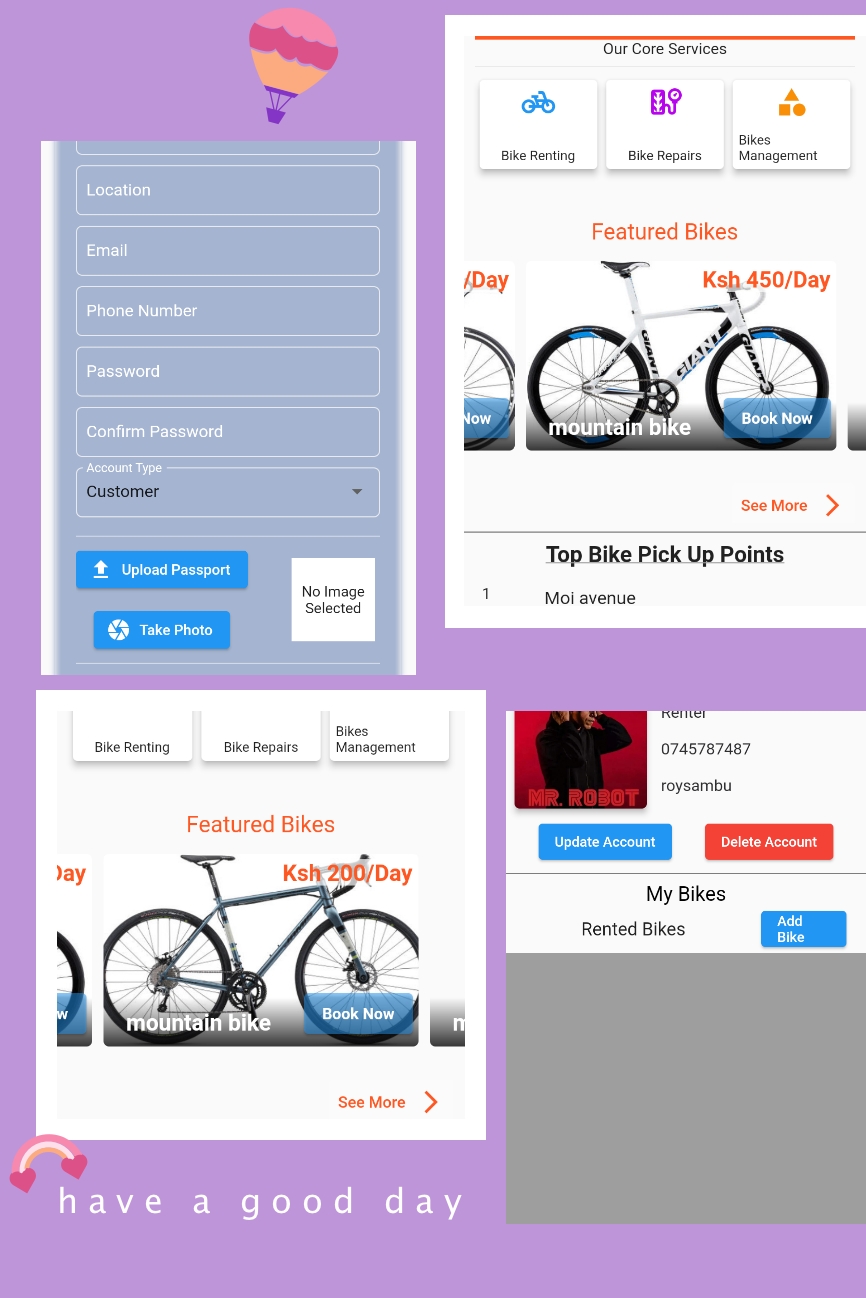 Location
Email
Phone Number
Password
Confirm Password
Account Type
Customer
Upload Passport
No Image
Selected
Take Photo
Our Core Services
Bike Renting
Bike Repairs
Bikes
Management
Featured Bikes
/Day
Ksh 450/Day
GIANT
GIANT
GIANT
Now
mountain bike
Book Now
See More
Top Bike Pick Up Points
1
Moi avenue
Bike Renting
Bike Repairs
Bikes
Management
Featured Bikes
Day
Ksh 200/Day
w
mountain bike
Book Now
m
See More
Renter
0745787487
roysambu
MR. ROBOT
Update Account
Delete Account
My Bikes
Rented Bikes
Add
Bike
have a good day